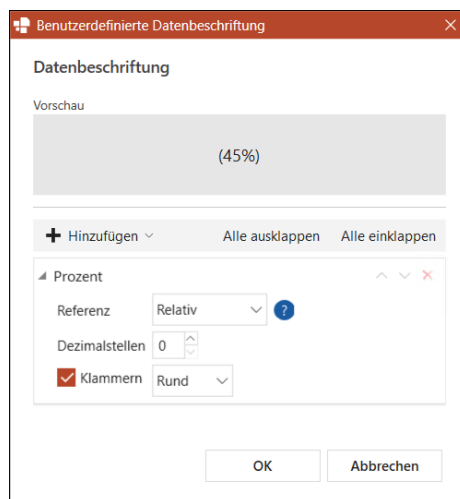 Benutzerdefinierte Datenbeschriftung
Datenbeschriftung
Vorschau
(45%)
Hinzufügen Alle ausklappen Alle einklappen
Prozent
Referenz Relativ ?
Dezimalstellen 0
Klammern Rund
OK Abbrechen